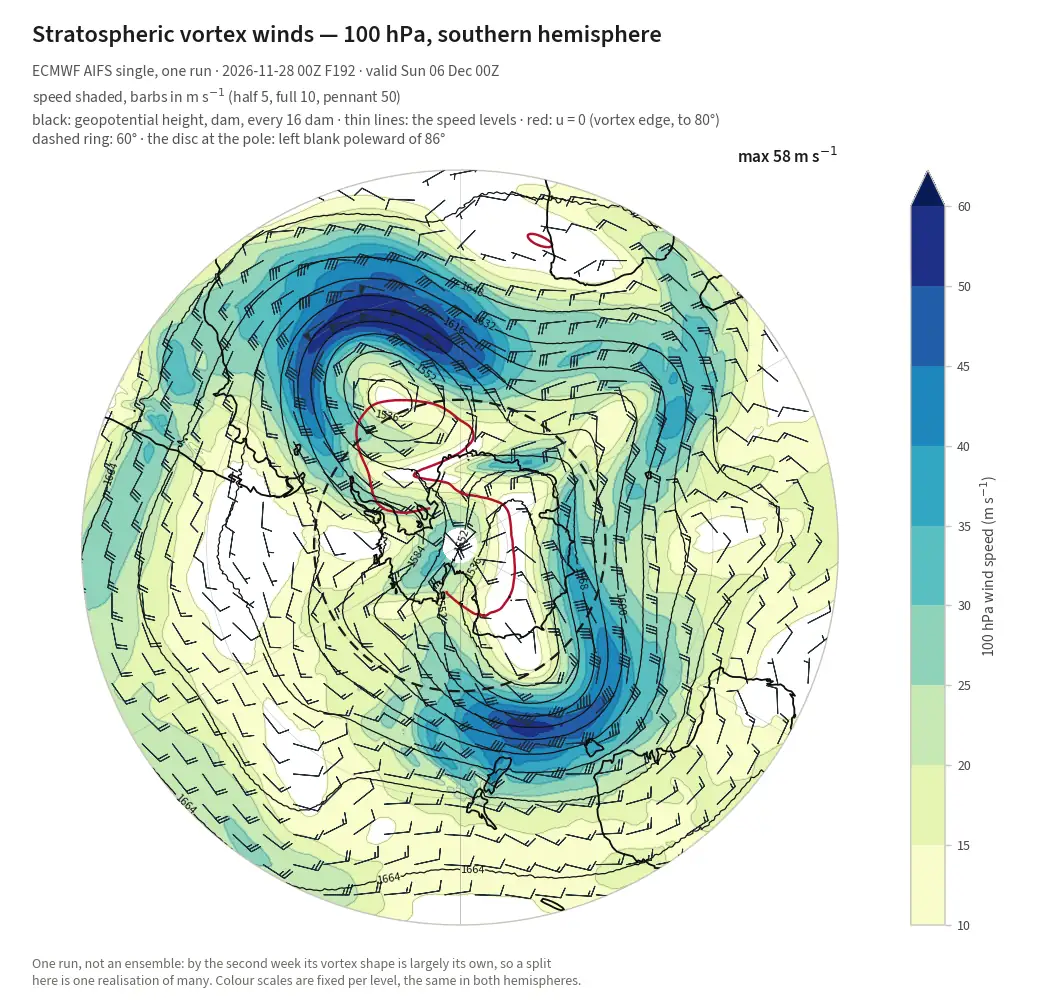 Stratospheric vortex winds — 100 hPa, southern hemisphere
ECMWF AIFS single, one run · 2026-11-28 00Z F192 · valid Sun 06 Dec 00Z
speed shaded, barbs in m s⁻¹ (half 5, full 10, pennant 50)
black: geopotential height, dam, every 16 dam · thin lines: the speed levels · red: u = 0 (vortex edge, to 80°)
dashed ring: 60° · the disc at the pole: left blank poleward of 86°
max 58 m s⁻¹
60
50
45
40
35
30
25
20
15
10
100 hPa wind speed (m s⁻¹)
1648
1632
1616
1552
1536
1664
1552
1584
1536
1552
1568
1600
1664
1664
1664
One run, not an ensemble: by the second week its vortex shape is largely its own, so a split
here is one realisation of many. Colour scales are fixed per level, the same in both hemispheres.